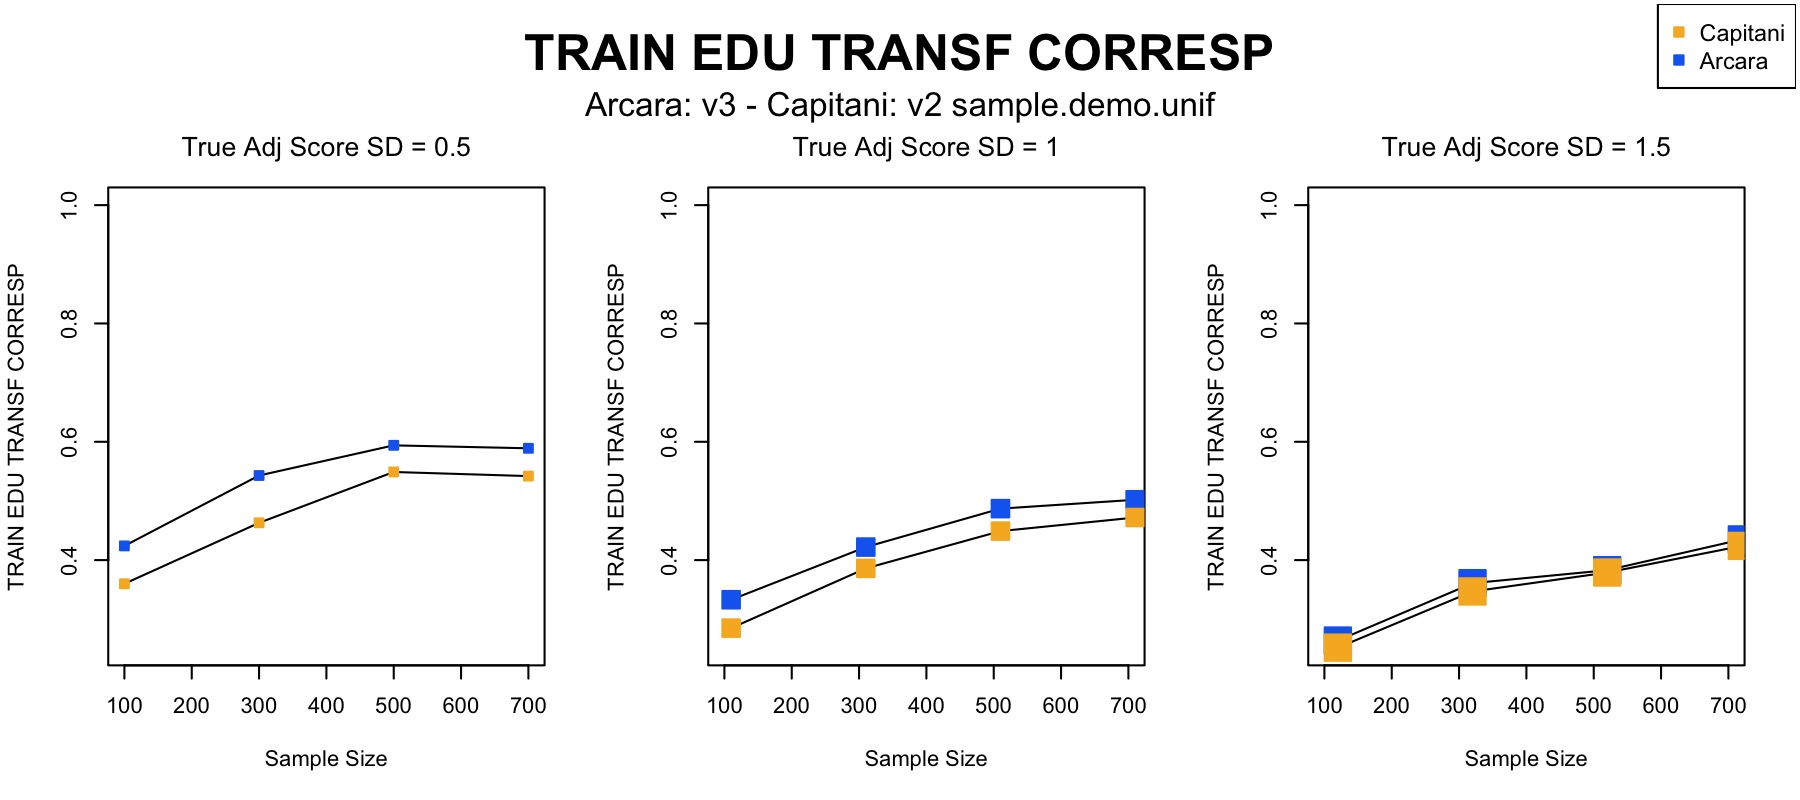 TRAIN EDU TRANSF CORRESP
Arcara: v3 - Capitani: v2 sample.demo.unif
Capitani
Arcara
True Adj Score SD = 0.5
TRAIN EDU TRANSF CORRESP
1.0
0.8
0.6
0.4
100 200 300 400 500 600 700
Sample Size
True Adj Score SD = 1
TRAIN EDU TRANSF CORRESP
1.0
0.8
0.6
0.4
100 200 300 400 500 600 700
Sample Size
True Adj Score SD = 1.5
TRAIN EDU TRANSF CORRESP
1.0
0.8
0.6
0.4
100 200 300 400 500 600 700
Sample Size